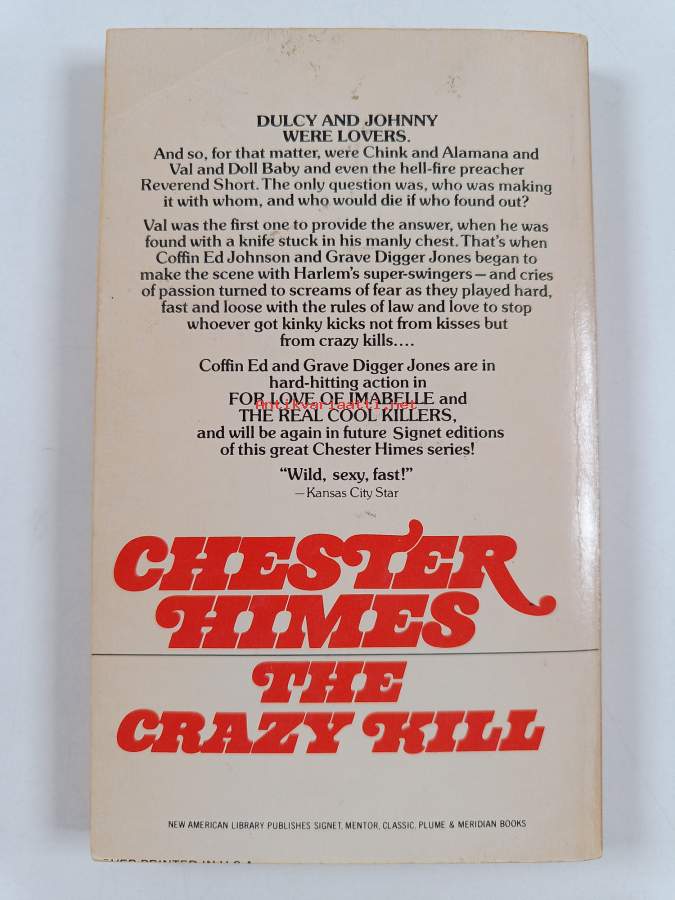 DULCY AND JOHNNY
WERE LOVERS.
And so, for that matter, were Chink and Alamana and
Val and Doll Baby and even the hell-fire preacher
Reverend Short. The only question was, who was making
it with whom, and who would die if who found out?
Val was the first one to provide the answer, when he was
found with a knife stuck in his manly chest. That's when
Coffin Ed Johnson and Grave Digger Jones began to
make the scene with Harlem's super-swingers—and cries
of passion turned to screams of fear as they played hard,
fast and loose with the rules of law and love to stop
whoever got kinky kicks not from kisses but
from crazy kills....
Coffin Ed and Grave Digger Jones are in
hard-hitting action in
FOR LOVE OF IMABELLE and
Antikvariaatti.net
THE REAL COOL KILLERS,
and will be again in future Signet editions
of this great Chester Himes series!
"Wild, sexy, fast!"
—Kansas City Star
CHESTER
HIMES
THE
CRAZY KILL
NEW AMERICAN LIBRARY PUBLISHES SIGNET, MENTOR, CLASSIC, PLUME & MERIDIAN BOOKS
PRINTED IN U.S.A.